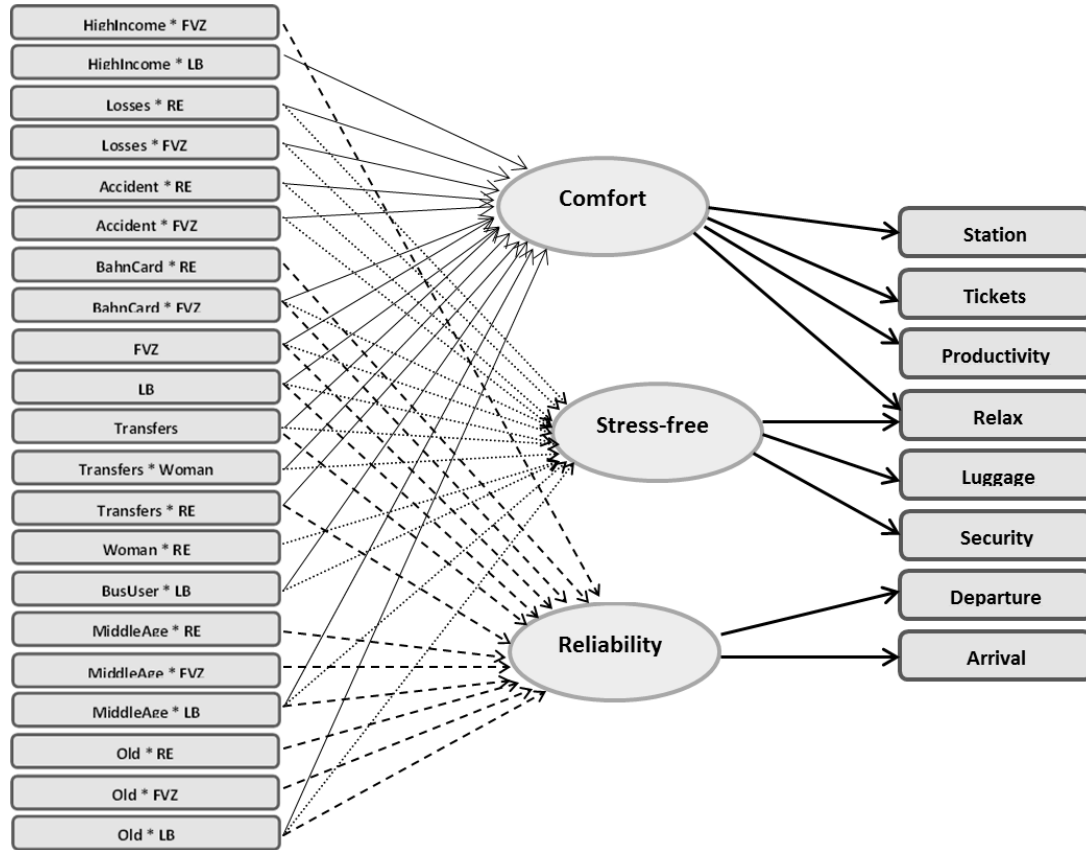 HighIncome * FVZ
HighIncome * LB
Losses * RE
Losses * FVZ
Accident * RE
Accident * FVZ
BahnCard * RE
BahnCard * FVZ
FVZ
LB
Transfers
Transfers * Woman
Transfers * RE
Woman * RE
BusUser * LB
MiddleAge * RE
MiddleAge * FVZ
MiddleAge * LB
Old * RE
Old * FVZ
Old * LB
Comfort
Stress-free
Reliability
Station
Tickets
Productivity
Relax
Luggage
Security
Departure
Arrival